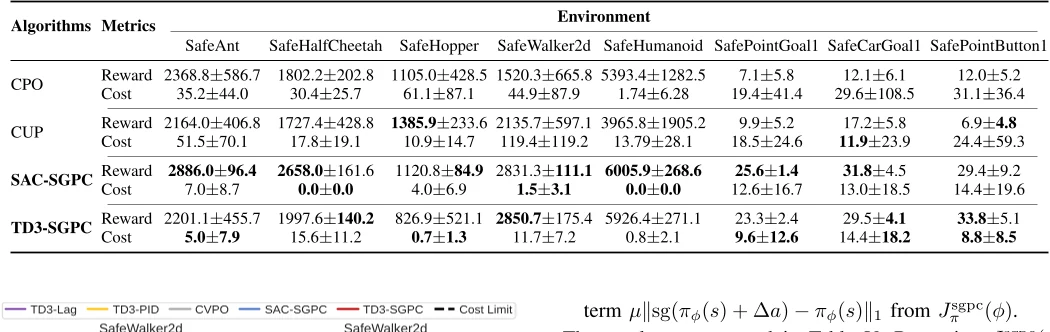 Algorithms Metrics Environment
SafeAnt SafeHalfCheetah SafeHopper SafeWalker2d SafeHumanoid SafePointGoal1 SafeCarGoal1 SafePointButton1
CPO Reward 2368.8±586.7 1802.2±202.8 1105.0±428.5 1520.3±665.8 5393.4±1282.5 7.1±5.8 12.1±6.1 12.0±5.2
Cost 35.2±44.0 30.4±25.7 61.1±87.1 44.9±87.9 1.74±6.28 19.4±41.4 29.6±108.5 31.1±36.4
CUP Reward 2164.0±406.8 1727.4±428.8 1385.9±233.6 2135.7±597.1 3965.8±1905.2 9.9±5.2 17.2±5.8 6.9±4.8
Cost 51.5±70.1 17.8±19.1 10.9±14.7 119.4±119.2 13.79±28.1 18.5±24.6 11.9±23.9 24.4±59.3
SAC-SGPC Reward 2886.0±96.4 2658.0±161.6 1120.8±84.9 2831.3±111.1 6005.9±268.6 25.6±1.4 31.8±4.5 29.4±9.2
Cost 7.0±8.7 0.0±0.0 4.0±6.9 1.5±3.1 0.0±0.0 12.6±16.7 13.0±18.5 14.4±19.6
TD3-SGPC Reward 2201.1±455.7 1997.6±140.2 826.9±521.1 2850.7±175.4 5926.4±271.1 23.3±2.4 29.5±4.1 33.8±5.1
Cost 5.0±7.9 15.6±11.2 0.7±1.3 11.7±7.2 0.8±2.1 9.6±12.6 14.4±18.2 8.8±8.5
TD3-Lag TD3-PID CVPO SAC-SGPC TD3-SGPC Cost Limit
SafeWalker2d SafeWalker2d
term μ‖sg(π_ϕ(s) + Δa) − π_ϕ(s)‖₁ from J_π^sgpc(ϕ).